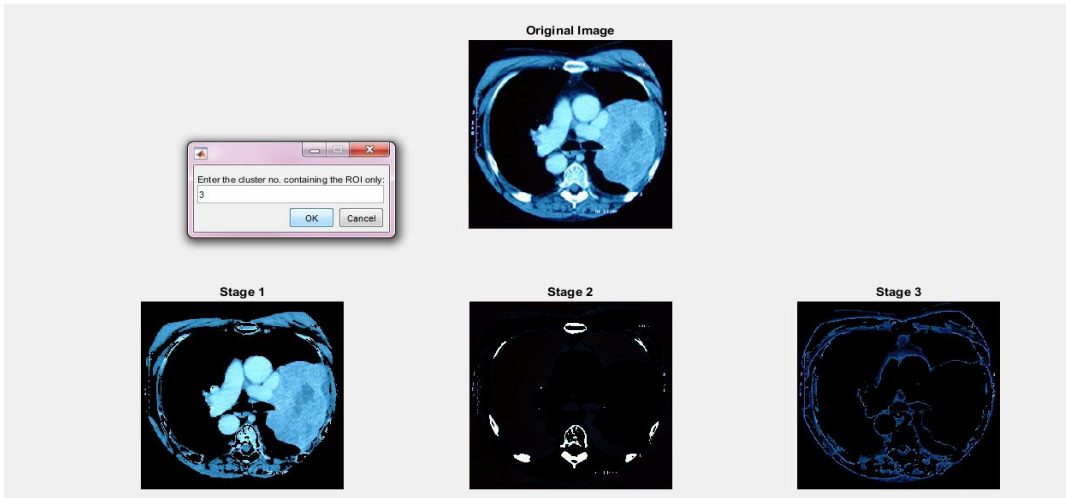 Original Image
Enter the cluster no. containing the ROI only:
3
OK
Cancel
Stage 1
Stage 2
Stage 3